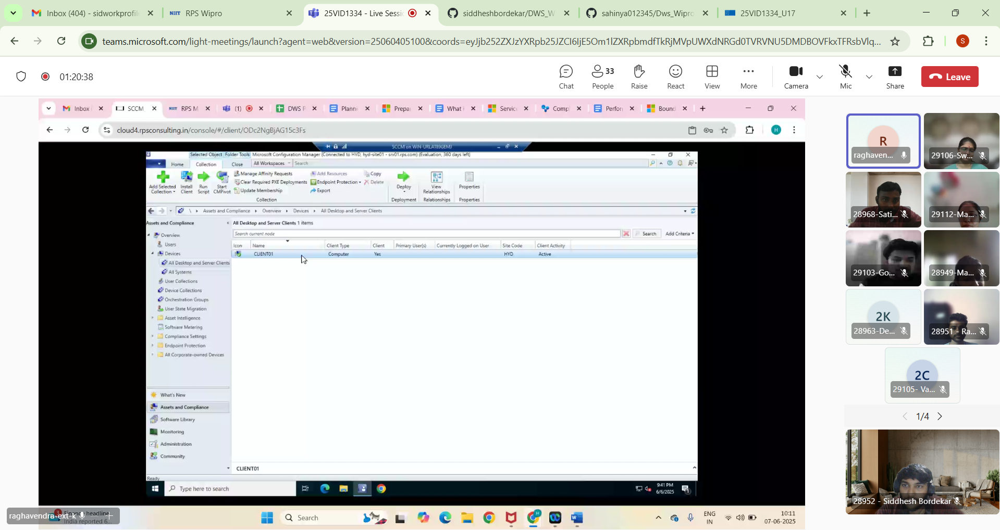 Inbox (404) - sidworkprofil
NIIT RPS Wipro
25VID1334 - Live Sessic
siddheshbordekar/DWS_W
sahinya012345/Dws_Wipro
25VID1334_U17
teams.microsoft.com/light-meetings/launch?agent=web&version=25060405100&coords=eyJjb252ZXJzYXRpb25JZCI6IjE5Om1lZXRpbmdfTkRjMVpUWXdNRGd0TVRVNU5DMDBOVFkxTFRsbVlq...
S
01:20:38
Chat
33
People
Raise
React
View
More
Camera
Mic
Share
Leave
Inbox
SCCM
NIIT RPS M
(1)
DWS P
Planni
Prepa
What i
Servic
Compl
Perfor
Bound
cloud4.rpsconsulting.in/console/#/client/ODc2NgBjAG15c3Fs
H
SCCM on WIN-URLAT89GEMJ
Selected Object Folder Tools Microsoft Configuration Manager (Connected to HYD, hyd-site01 - srv01.rps.com) (Evaluation, 360 days left)
Home Collection Close All Workspaces Search
Add Selected Collection
Install Client
Run Script
Start CMPivot
Manage Affinity Requests
Clear Required PXE Deployments
Update Membership
Add Resources
Endpoint Protection
Export
Copy
Delete
Collection
Deploy
Deployment
View Relationships
Relationships
Properties
Properties
\ Assets and Compliance Overview Devices All Desktop and Server Clients
Assets and Compliance
Overview
Users
Devices
All Desktop and Server Clients
All Systems
User Collections
Device Collections
Orchestration Groups
User State Migration
Asset Intelligence
Software Metering
Compliance Settings
Endpoint Protection
All Corporate-owned Devices
What's New
Assets and Compliance
Software Library
Monitoring
Administration
Community
All Desktop and Server Clients 1 items
Search current node
Search
Add Criteria
Icon Name Client Type Client Primary User(s) Currently Logged on User Site Code Client Activity
CLIENT01 Computer Yes HYD Active
CLIENT01
Ready
Type here to search
9:41 PM
6/6/2025
1
R
raghaven...
29106-Sw...
28968-Sati...
29112-Ma...
29103-Go...
28949-Ma...
2K
28963-De...
28951 - Ra...
2C
29105- Va...
1/4
28952 - Siddhesh Bordekar
raghavendra-ext-k
3
Search
ENG
IN
10:11
07-06-2025